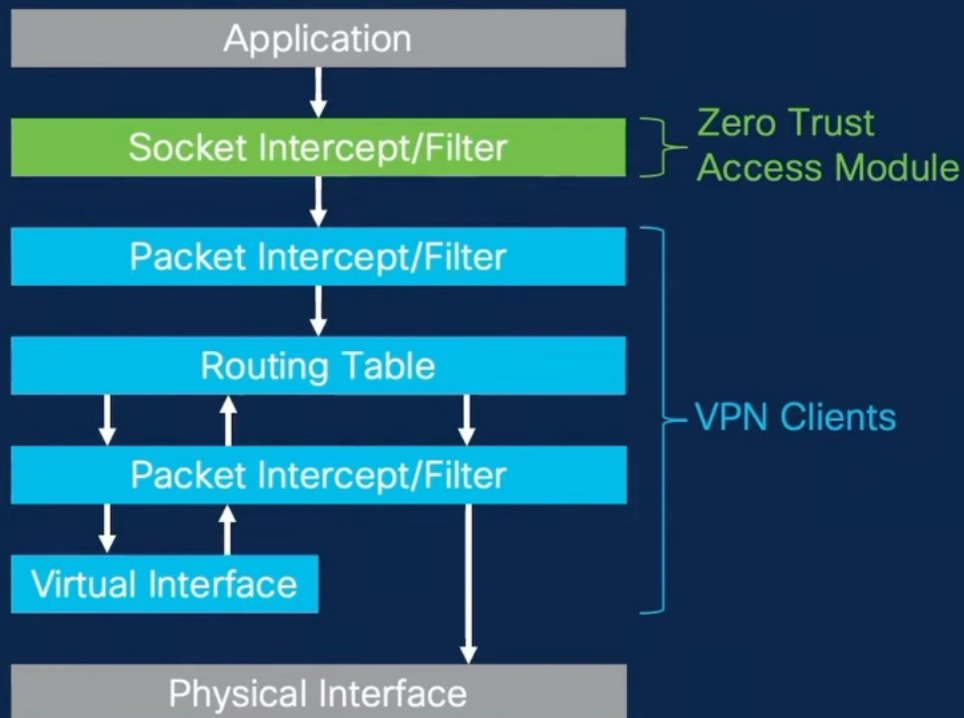 Application
Socket Intercept/Filter
Zero Trust
Access Module
Packet Intercept/Filter
Routing Table
VPN Clients
Packet Intercept/Filter
Virtual Interface
Physical Interface